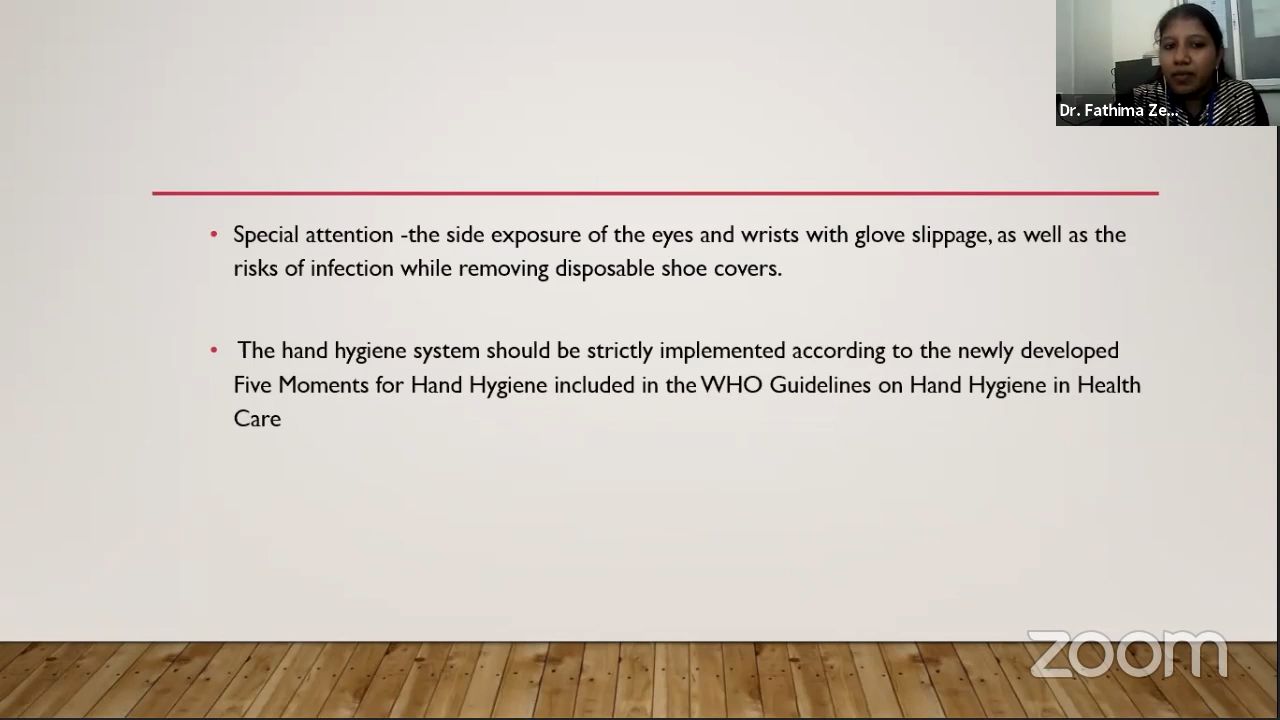 Dr. Fathima Ze...
• Special attention -the side exposure of the eyes and wrists with glove slippage, as well as the
risks of infection while removing disposable shoe covers.
• The hand hygiene system should be strictly implemented according to the newly developed
Five Moments for Hand Hygiene included in the WHO Guidelines on Hand Hygiene in Health
Care
zoom